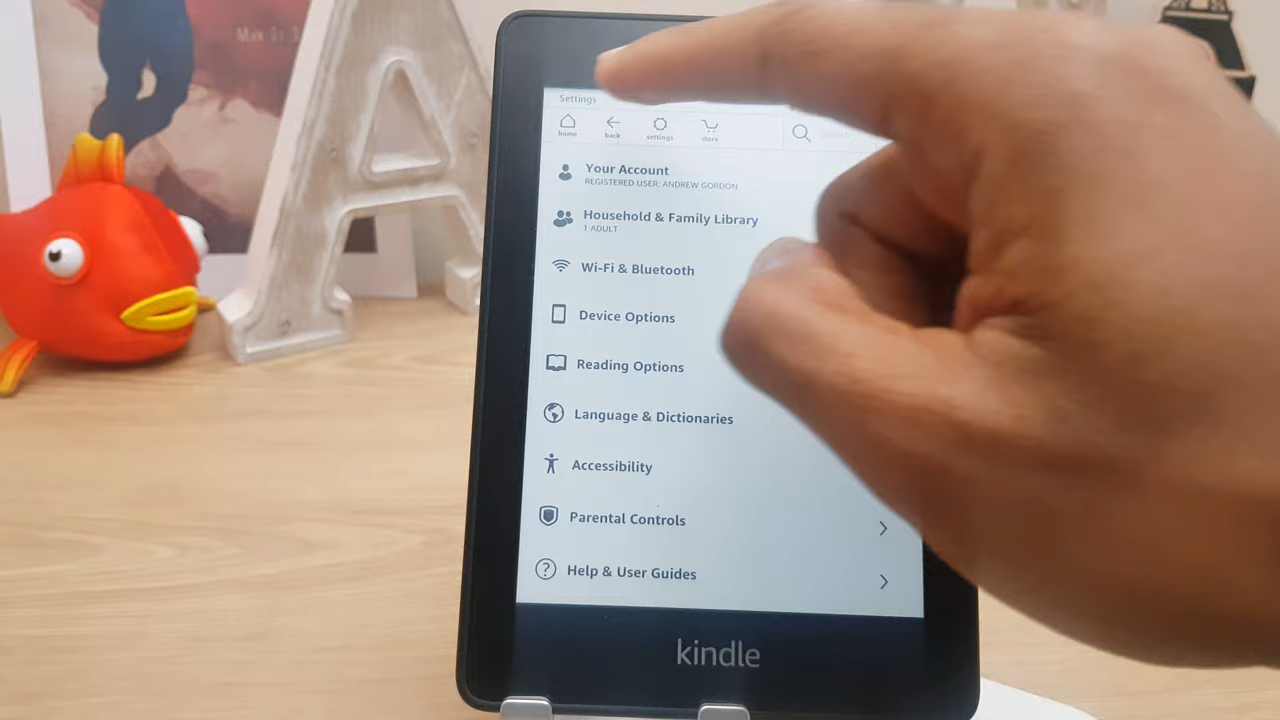 A
Settings
home
back
settings
store
Your Account
REGISTERED USER: ANDREW GORDON
Household & Family Library
1 ADULT
Wi-Fi & Bluetooth
Device Options
Reading Options
Language & Dictionaries
Accessibility
Parental Controls
Help & User Guides
kindle